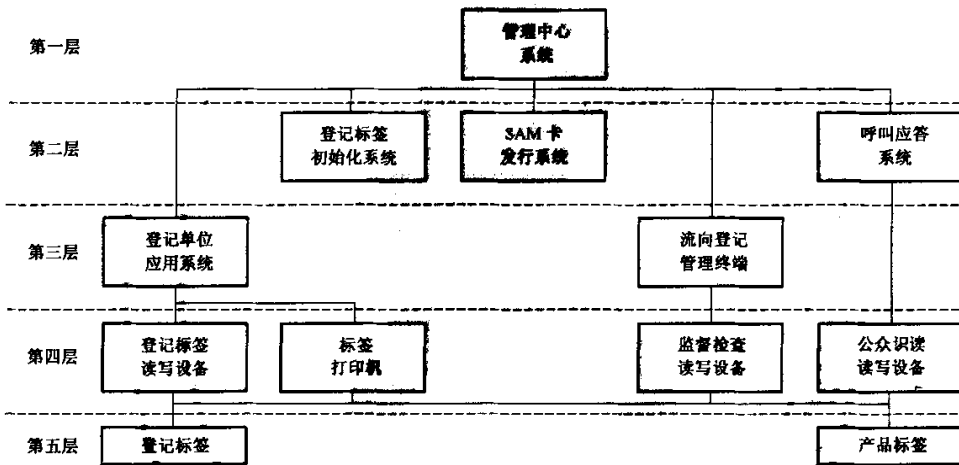 第一层
管理中心
系统
第二层
登记标签
初始化系统
SAM 卡
发行系统
呼叫应答
系统
第三层
登记单位
应用系统
流向登记
管理终端
第四层
登记标签
读写设备
标签
打印机
监督检查
读写设备
公众识读
读写设备
第五层
登记标签
产品标签